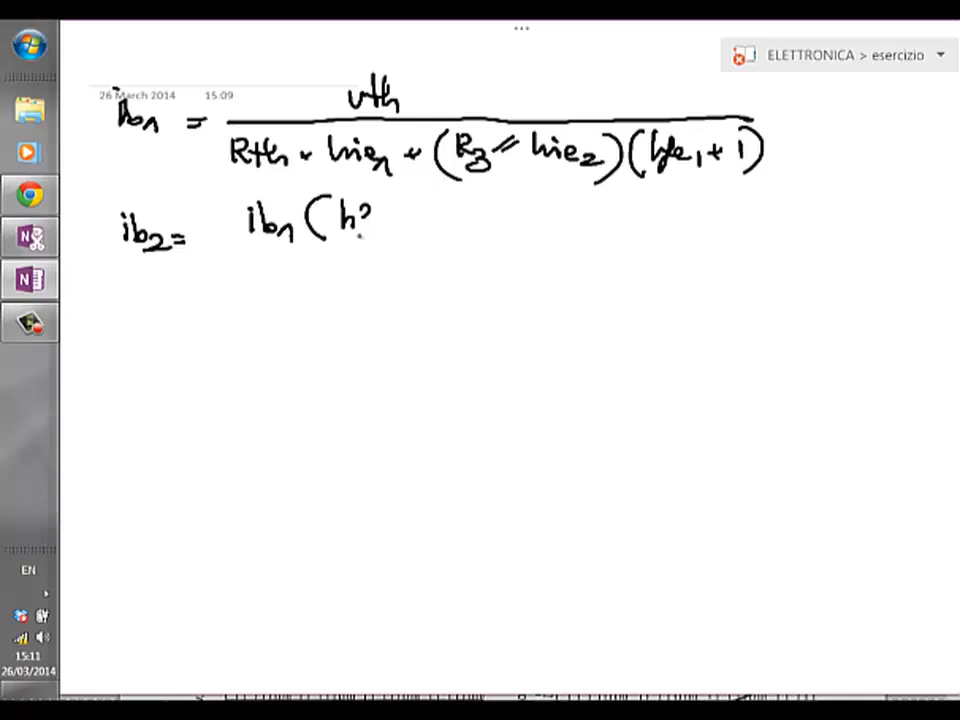 ELETTRONICA > esercizio
26 March 2014 15:09
ib1 = vth / Rth + hie1 + (R3 // hie2)(hfe1 + 1)
ib2 = ib1 (h
EN
15:11
26/03/2014